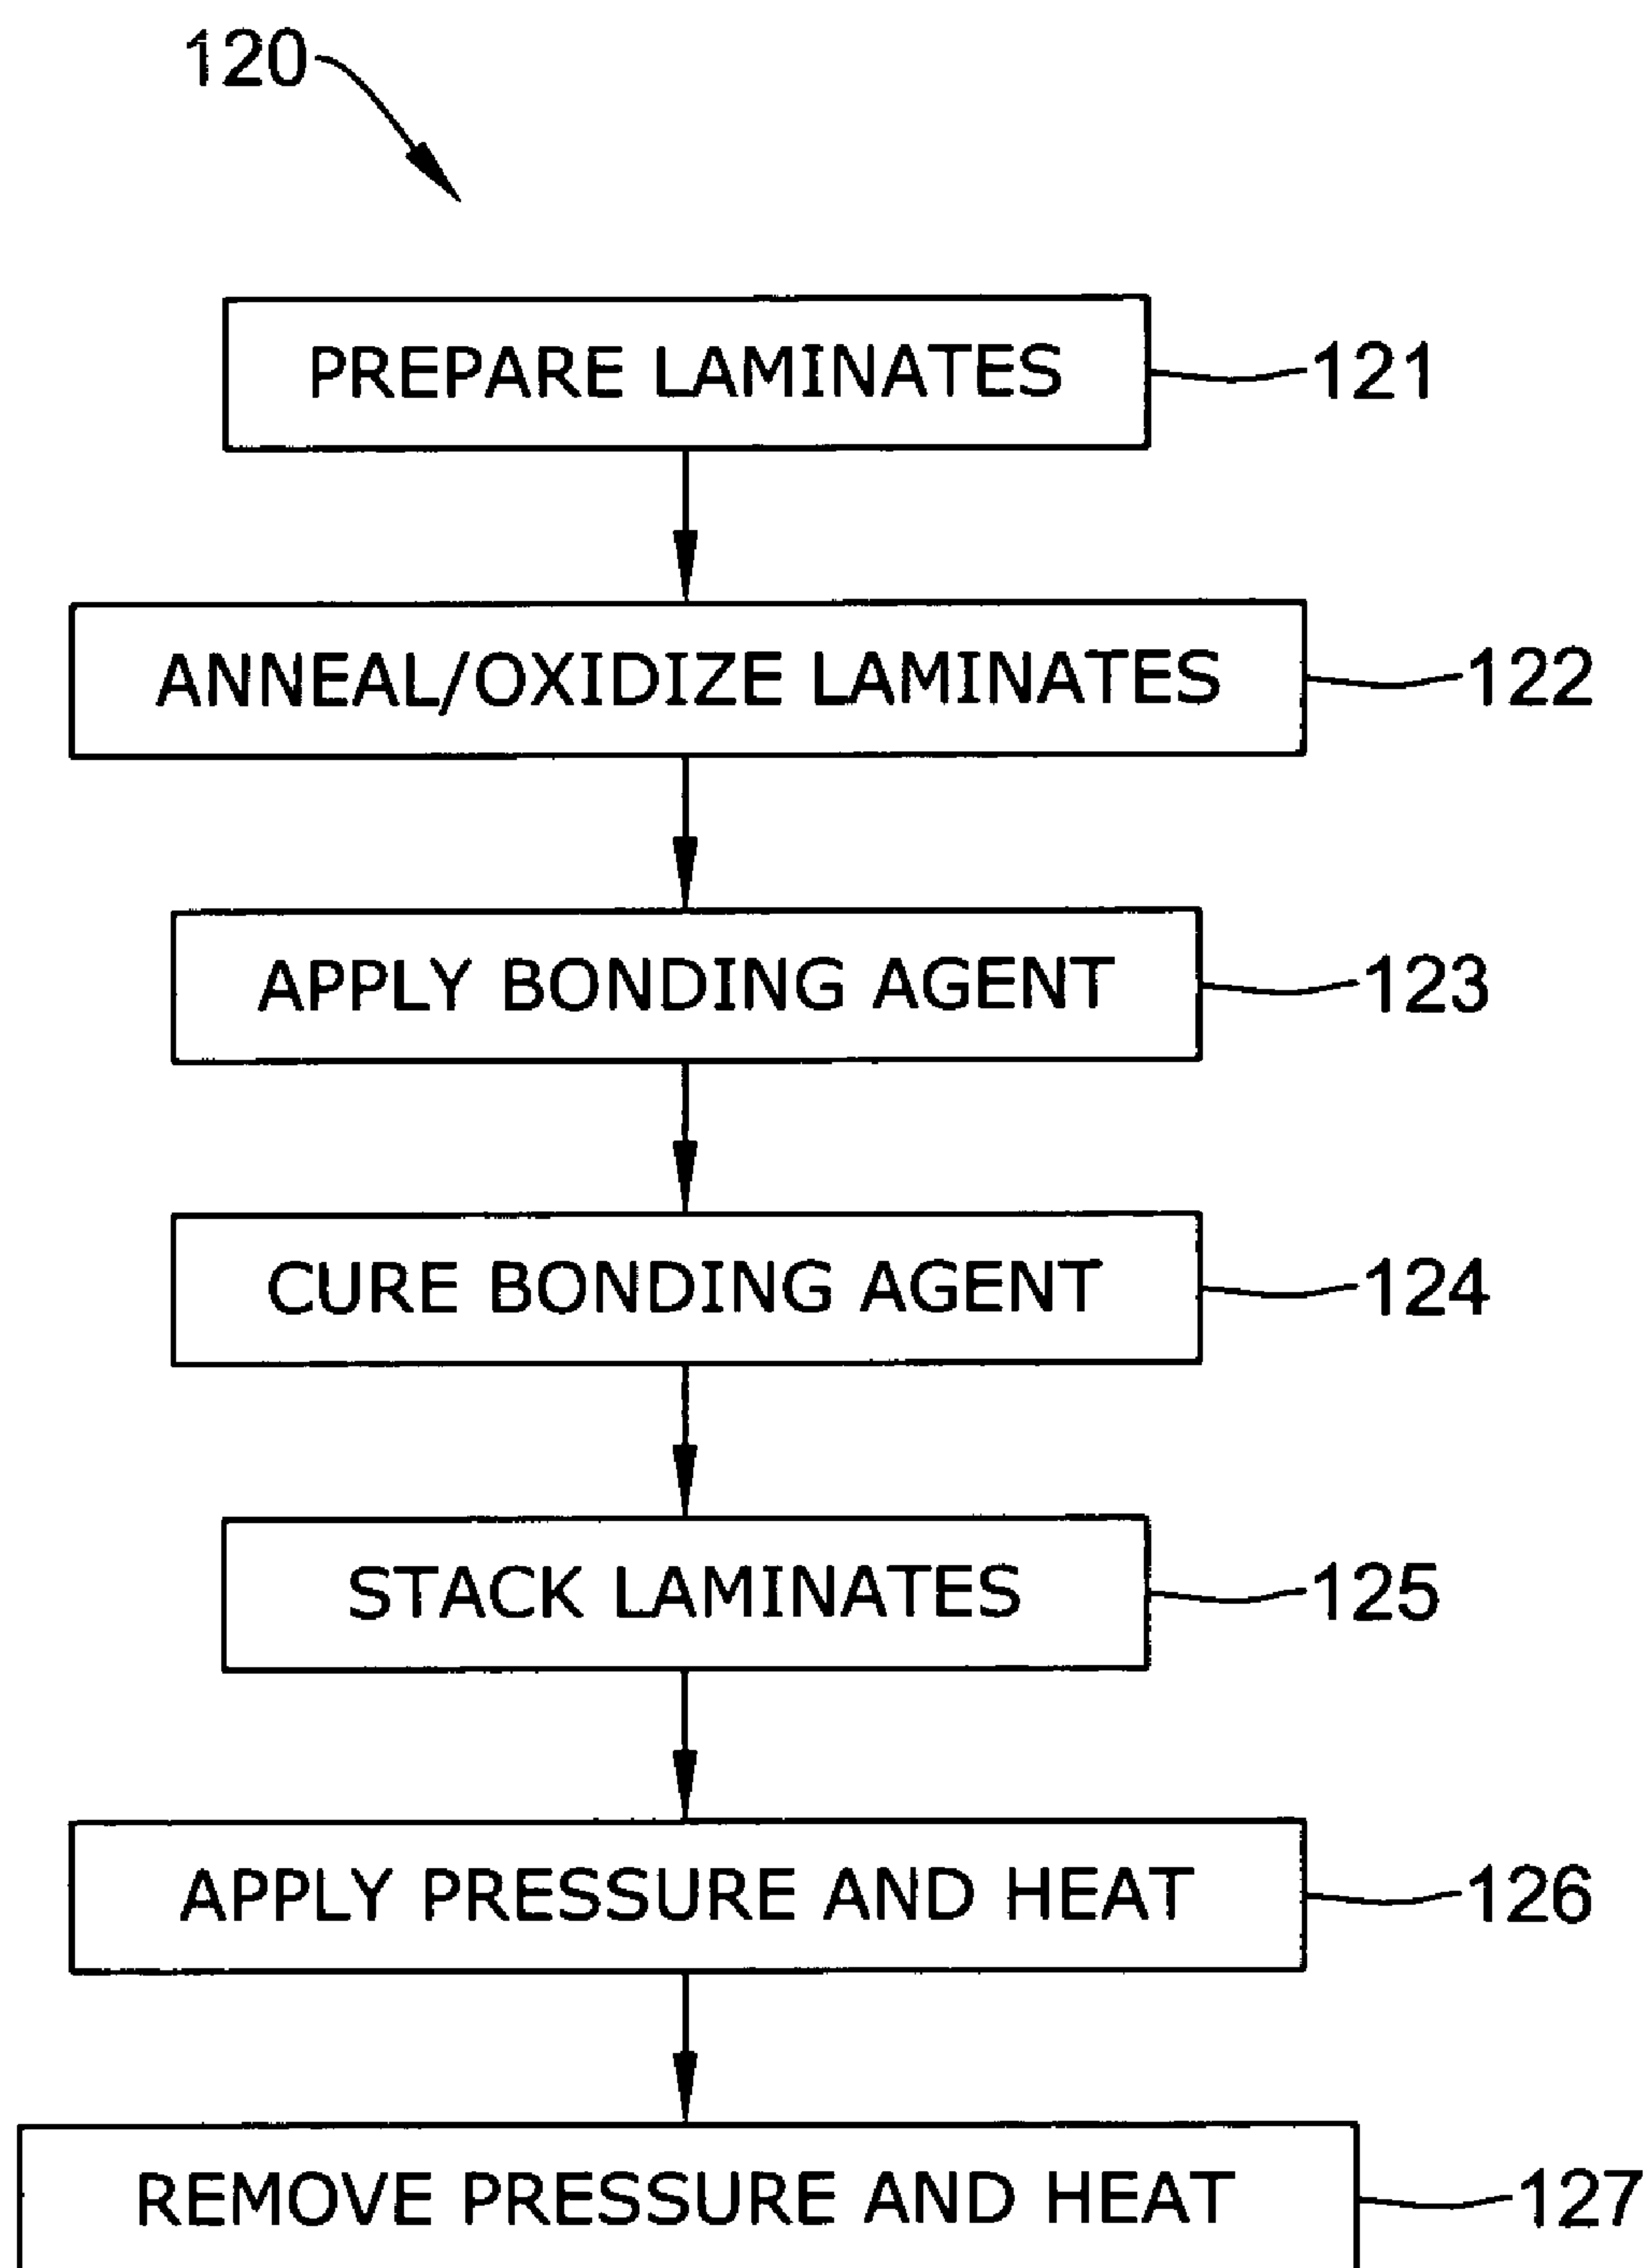 120
PREPARE LAMINATES 121
ANNEAL/OXIDIZE LAMINATES 122
APPLY BONDING AGENT 123
CURE BONDING AGENT 124
STACK LAMINATES 125
APPLY PRESSURE AND HEAT 126
REMOVE PRESSURE AND HEAT 127